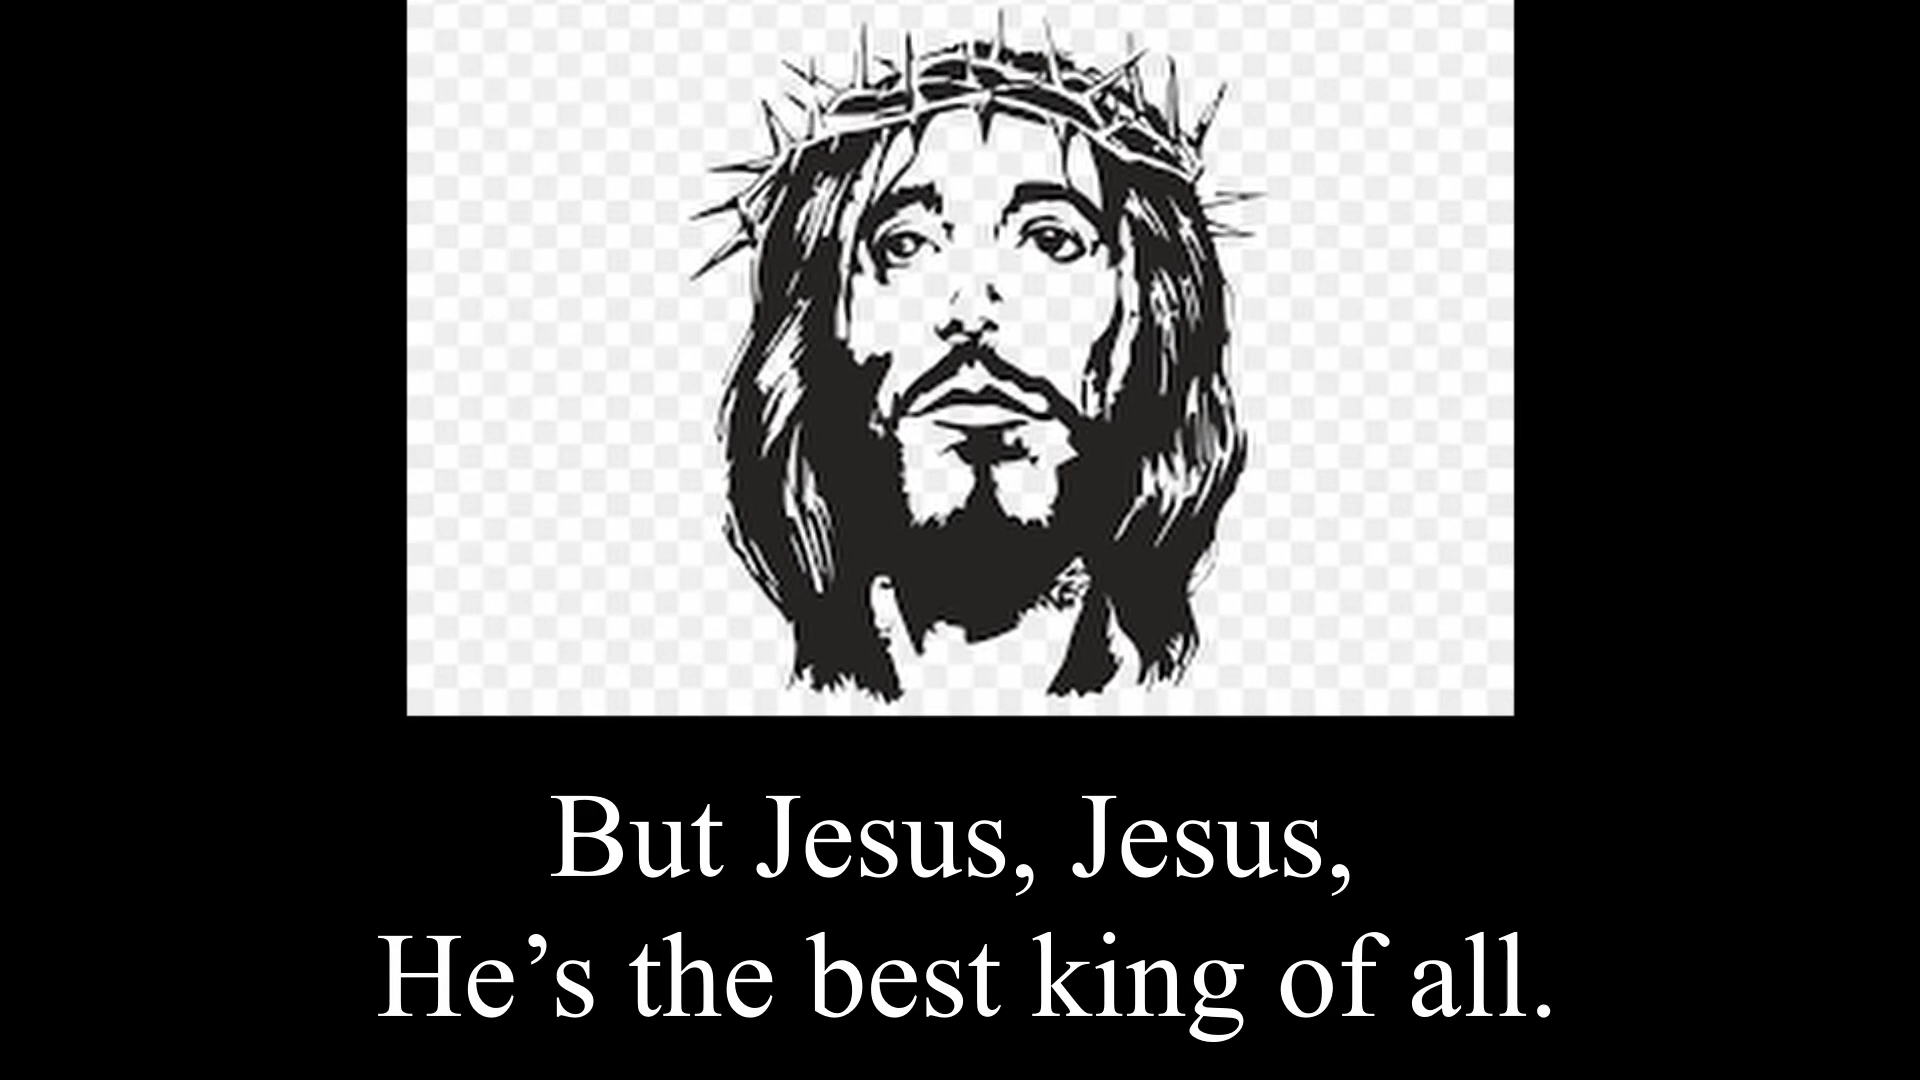 But Jesus, Jesus,
He’s the best king of all.